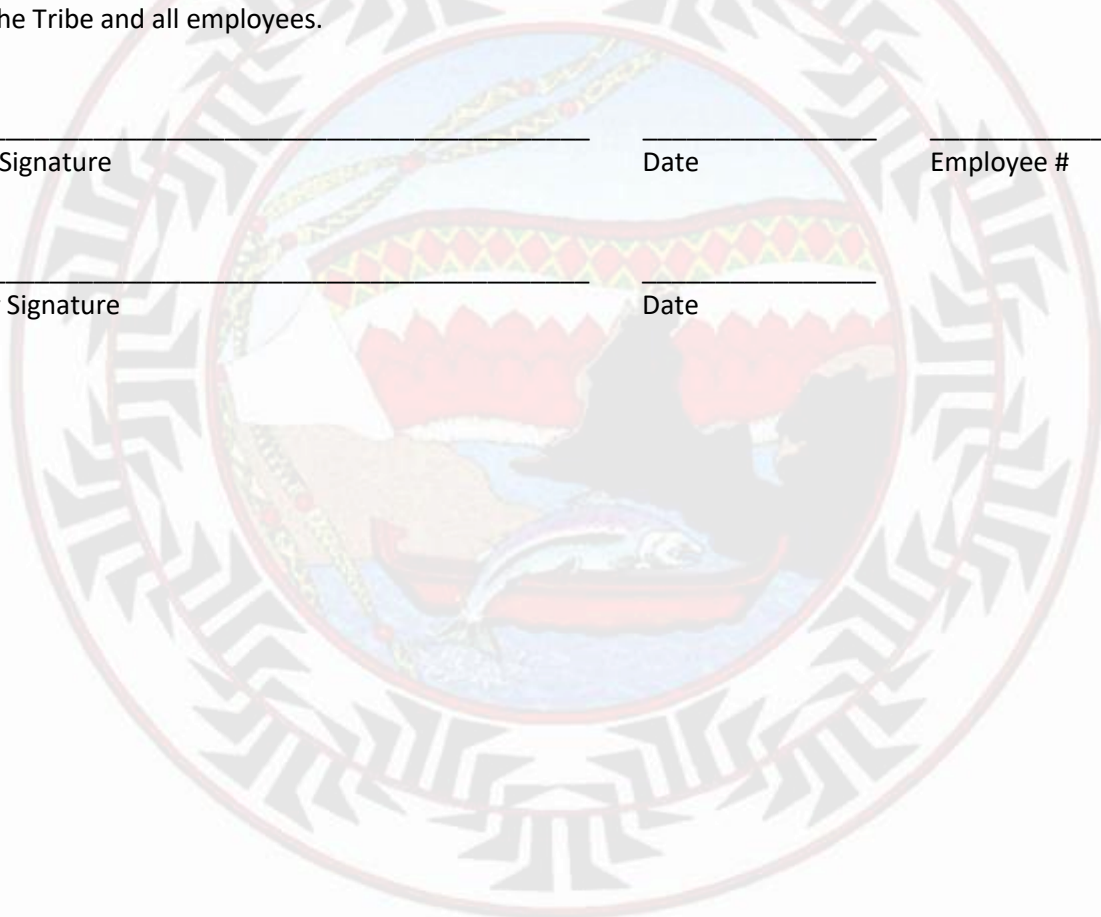 he Tribe and all employees.
Signature Date Employee #
Signature Date